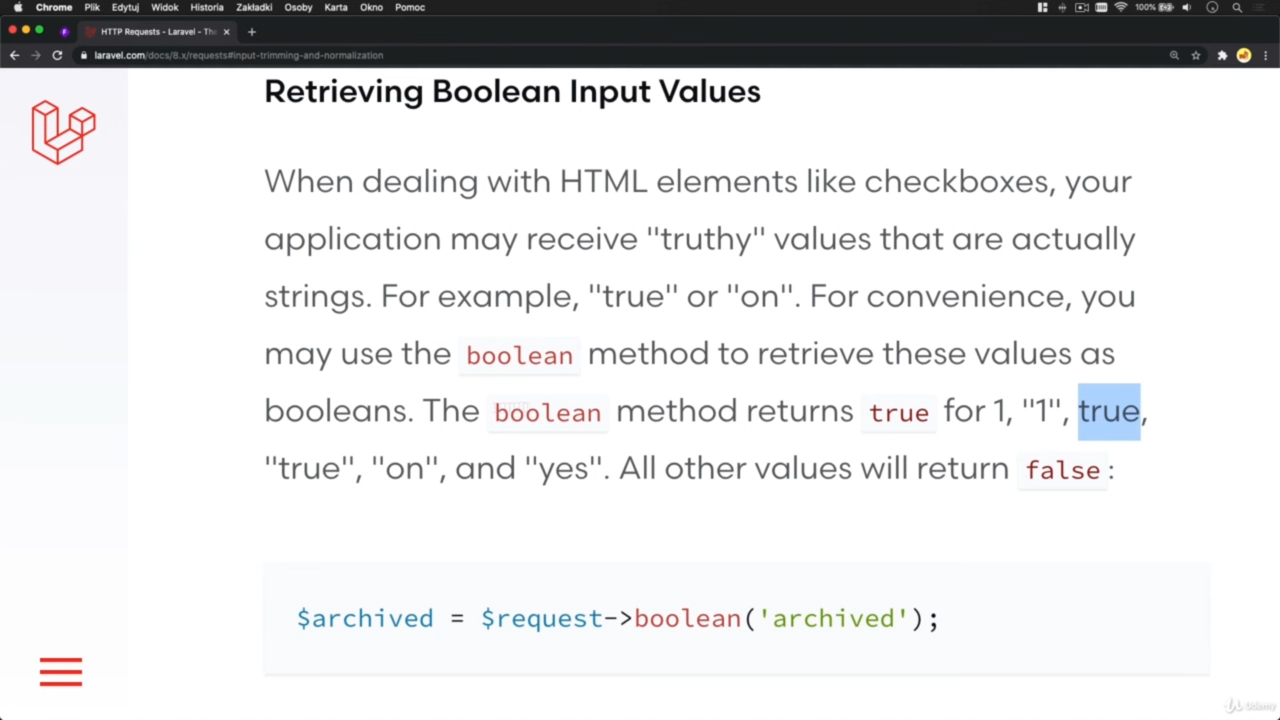 Chrome Plik Edytuj Widok Historia Zakładki Osoby Karta Okno Pomoc 100%
HTTP Requests - Laravel - The
laravel.com/docs/8.x/requests#input-trimming-and-normalization
Retrieving Boolean Input Values
When dealing with HTML elements like checkboxes, your
application may receive "truthy" values that are actually
strings. For example, "true" or "on". For convenience, you
may use the boolean method to retrieve these values as
booleans. The boolean method returns true for 1, "1", true,
"true", "on", and "yes". All other values will return false:
$archived = $request->boolean('archived');
Udemy